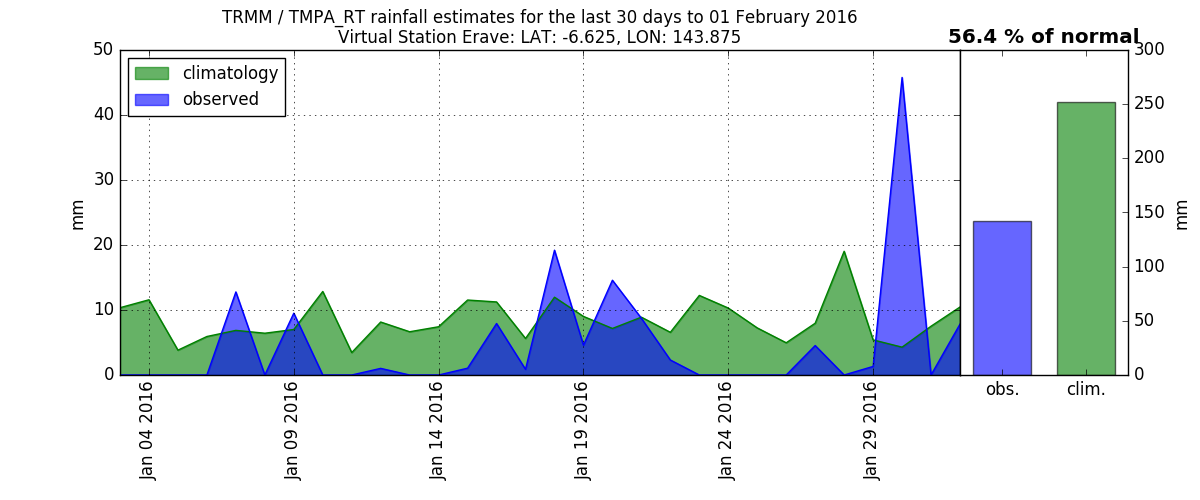 TRMM / TMPA_RT rainfall estimates for the last 30 days to 01 February 2016
Virtual Station Erave: LAT: -6.625, LON: 143.875
56.4 % of normal
climatology
observed
mm
50
40
30
20
10
0
Jan 04 2016
Jan 09 2016
Jan 14 2016
Jan 19 2016
Jan 24 2016
Jan 29 2016
obs.
clim.
300
250
200
150
100
50
0
mm